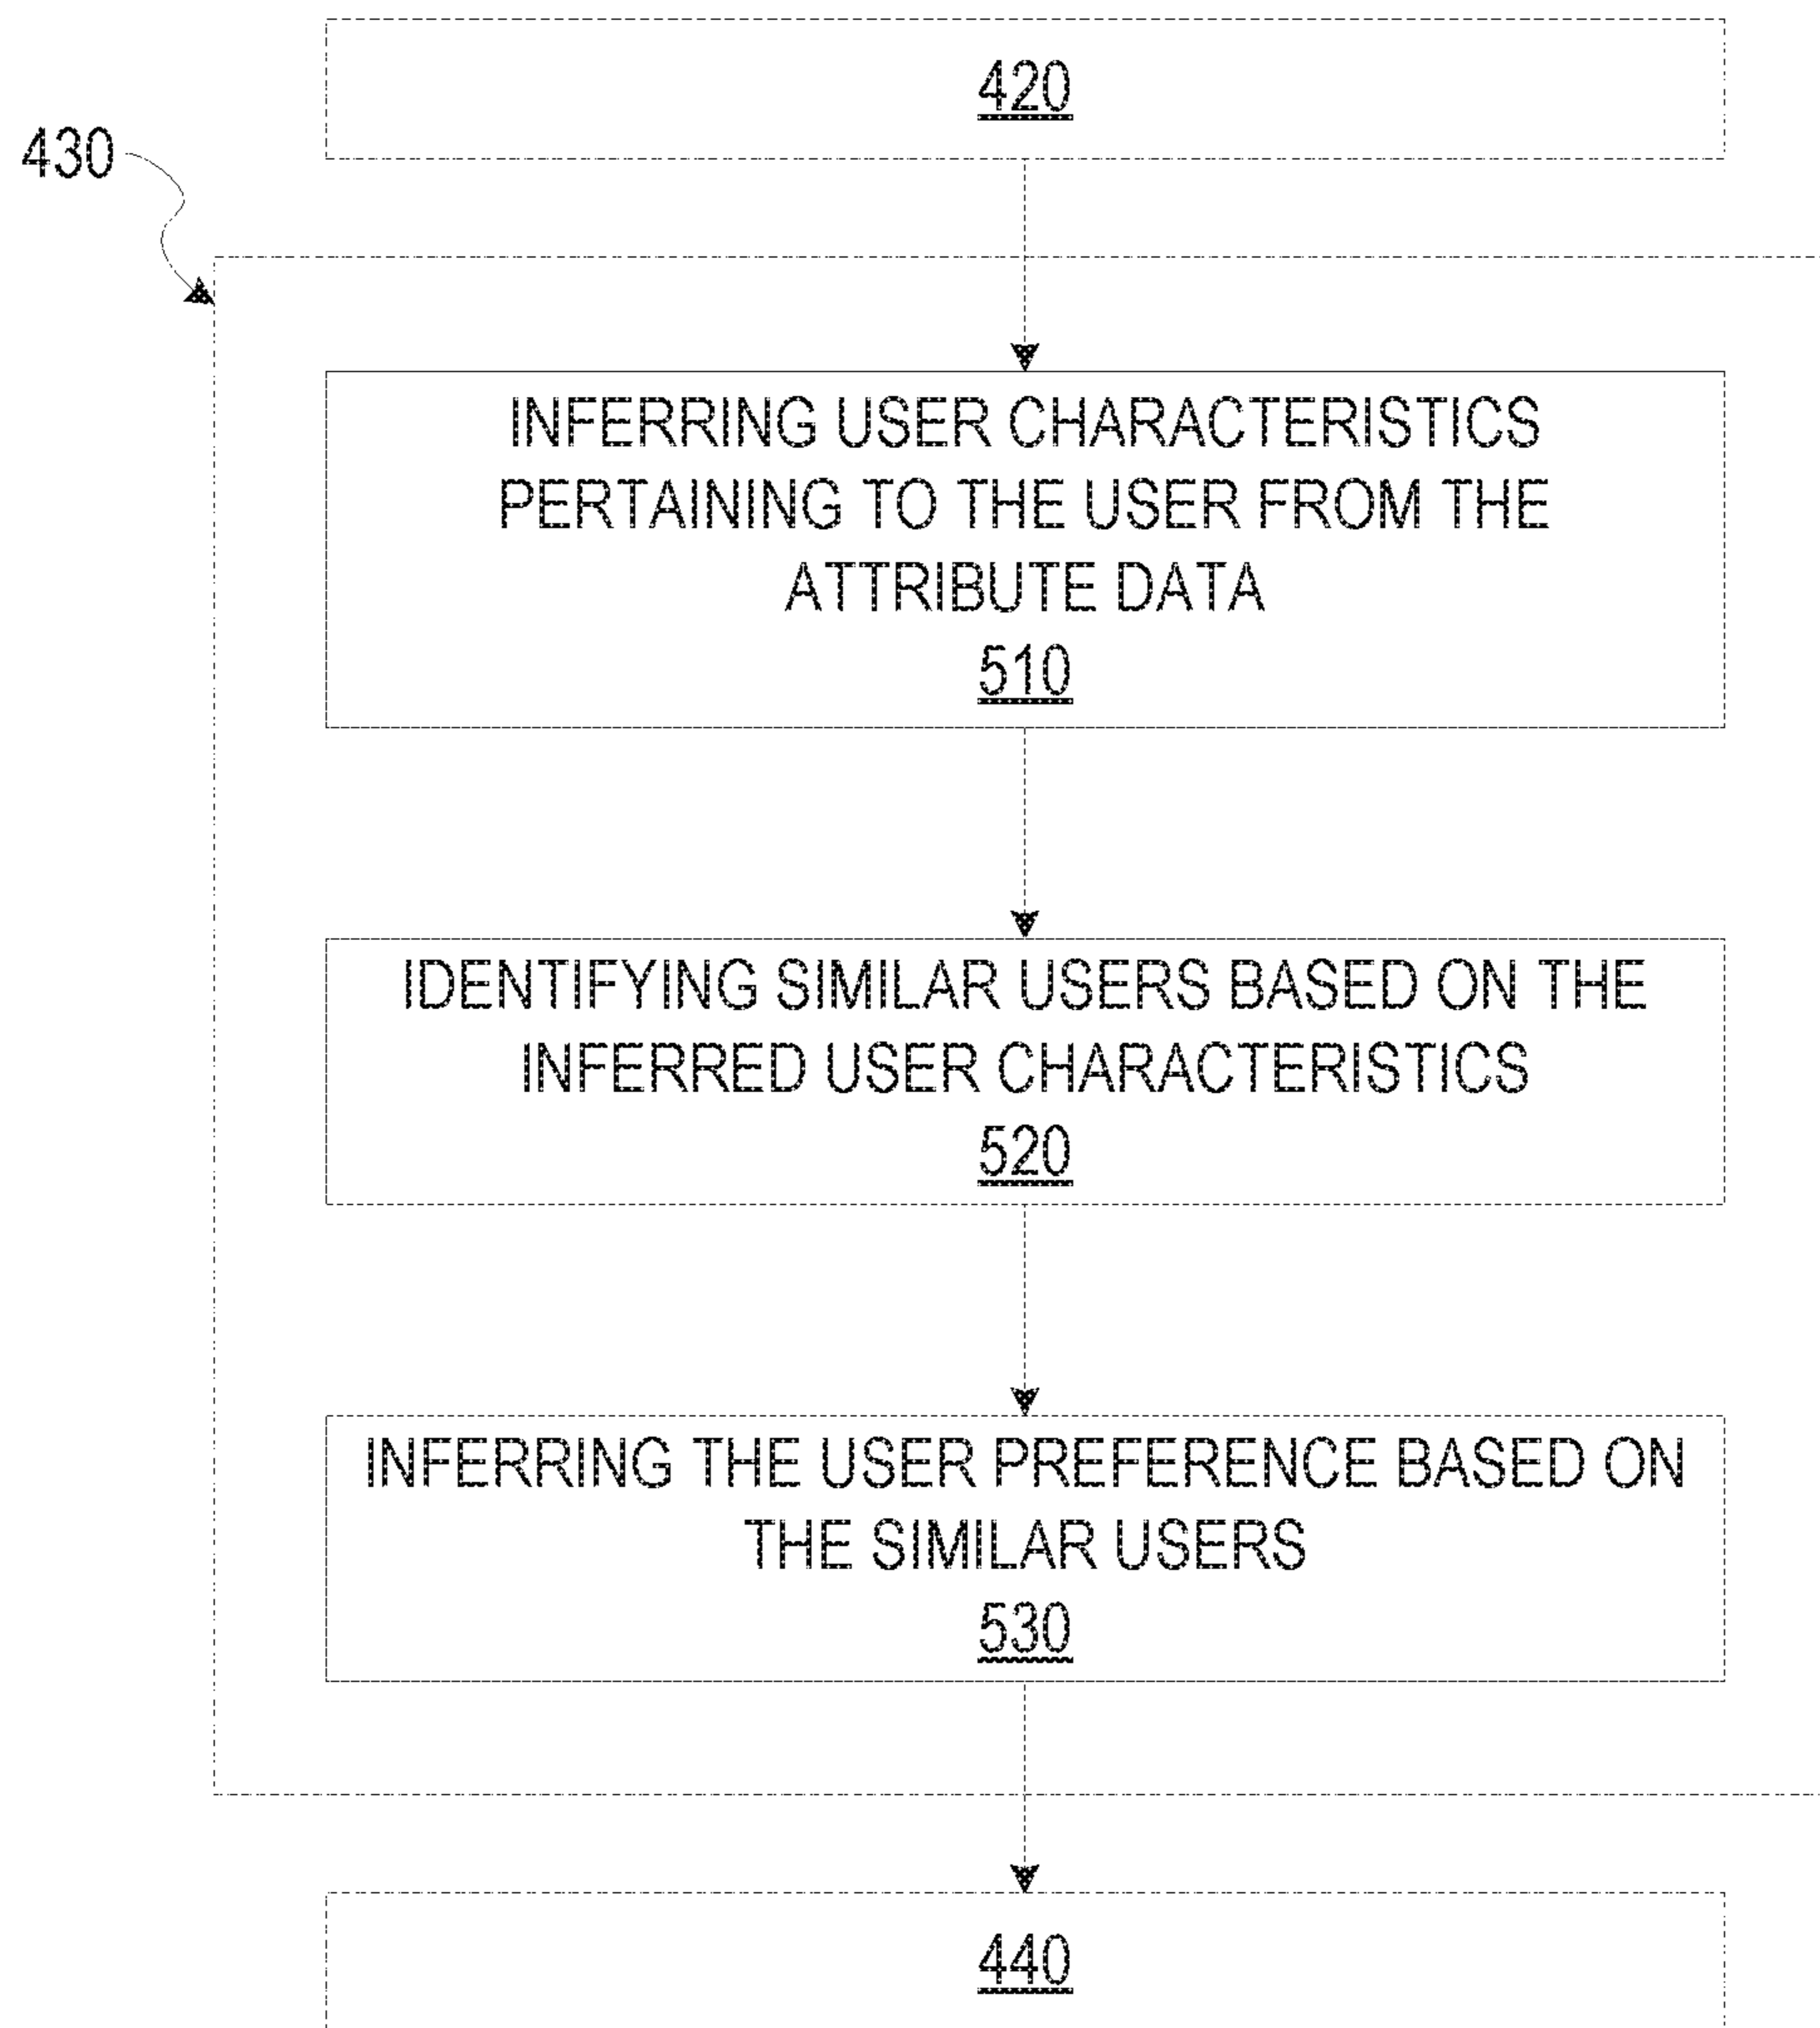 420
430
INFERRING USER CHARACTERISTICS
PERTAINING TO THE USER FROM THE
ATTRIBUTE DATA
510
IDENTIFYING SIMILAR USERS BASED ON THE
INFERRED USER CHARACTERISTICS
520
INFERRING THE USER PREFERENCE BASED ON
THE SIMILAR USERS
530
440